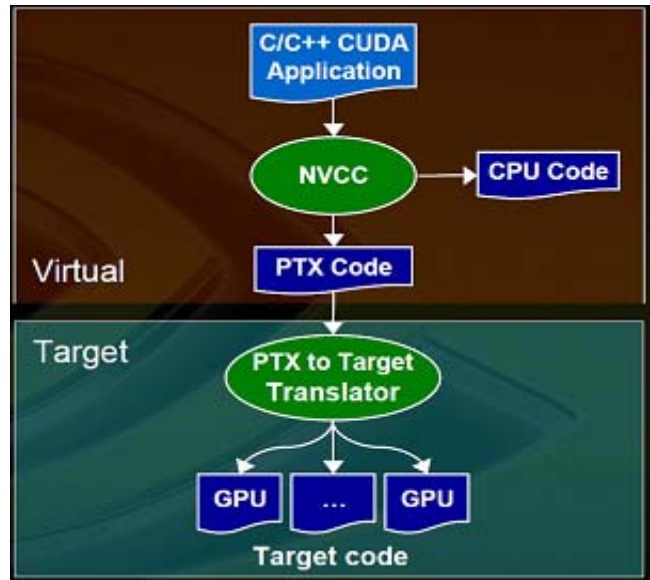 C/C++ CUDA
Application
NVCC
CPU Code
PTX Code
Virtual
Target
PTX to Target
Translator
GPU
...
GPU
Target code